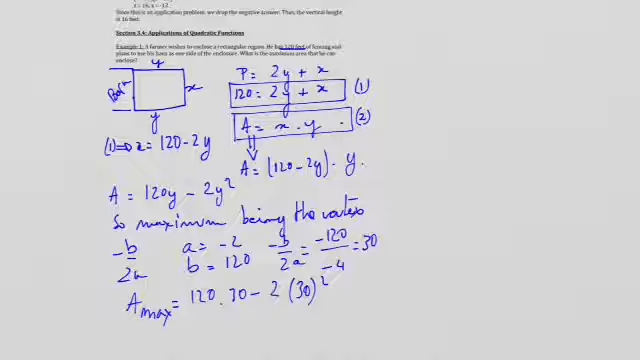 x = 16, x = -12
Since this is an application problem, we drop the negative answer. Thus, the vertical height
is 16 feet.
Section 3.4: Applications of Quadratic Functions
Example 1: A farmer wishes to enclose a rectangular region. He has 120 feet of fencing and
plans to use his barn as one side of the enclosure. What is the maximum area that he can
enclose?
y
Barn
x
y
P = 2y + x
120 = 2y + x (1)
A = x . y . (2)
(1) ⇒ x = 120 - 2y
A = (120 - 2y) . y .
A = 120y - 2y²
So maximum being the vertex
-b/2a a = -2 -b/2a = -120/-4 = 30
b = 120
A max = 120 . 30 - 2 (30)²